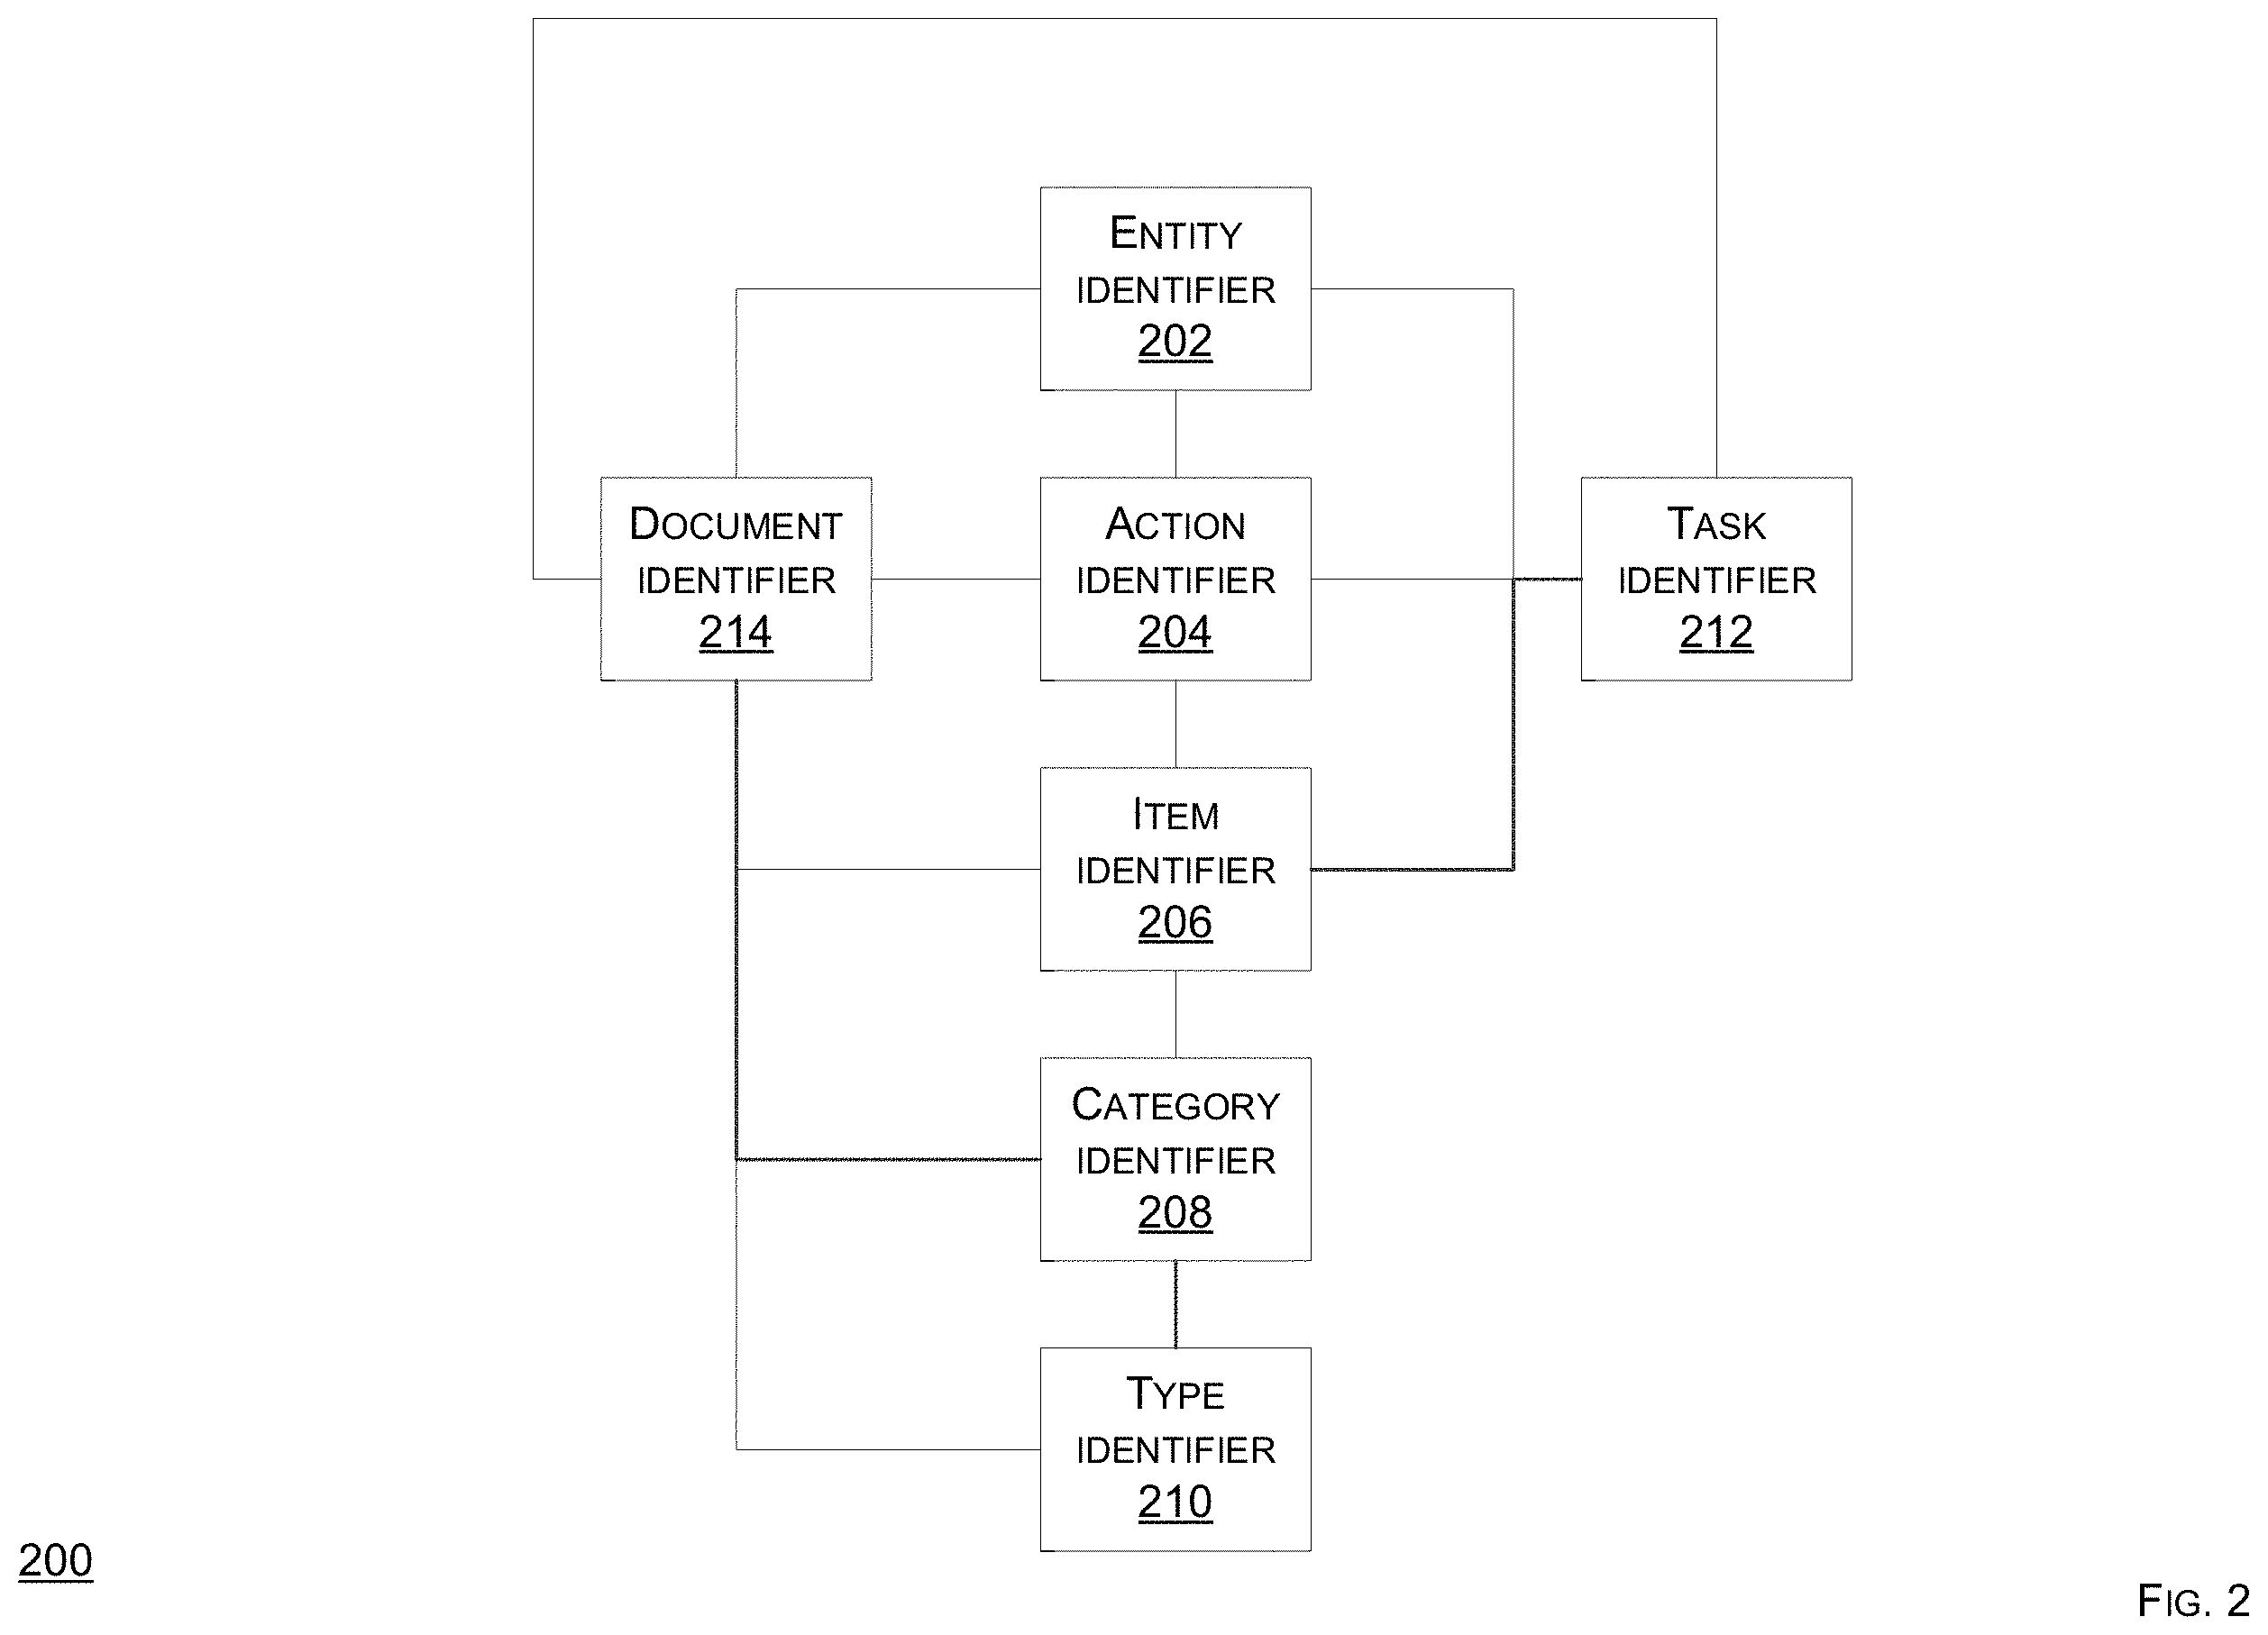 ENTITY
IDENTIFIER
202
DOCUMENT
IDENTIFIER
214
ACTION
IDENTIFIER
204
TASK
IDENTIFIER
212
ITEM
IDENTIFIER
206
CATEGORY
IDENTIFIER
208
TYPE
IDENTIFIER
210
200
FIG. 2